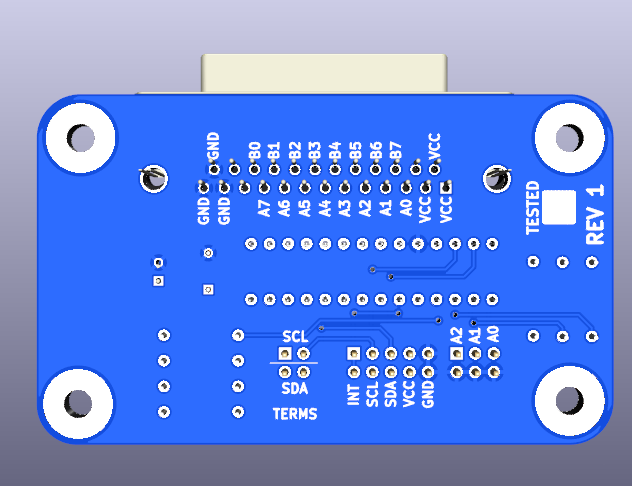 GND B0 B1 B2 B3 B4 B5 B6 B7 VCC
GND GND A7 A6 A5 A4 A3 A2 A1 A0 VCC VCC
TESTED
REV 1
SCL
SDA
TERMS
INT SCL SDA VCC GND
A2 A1 A0